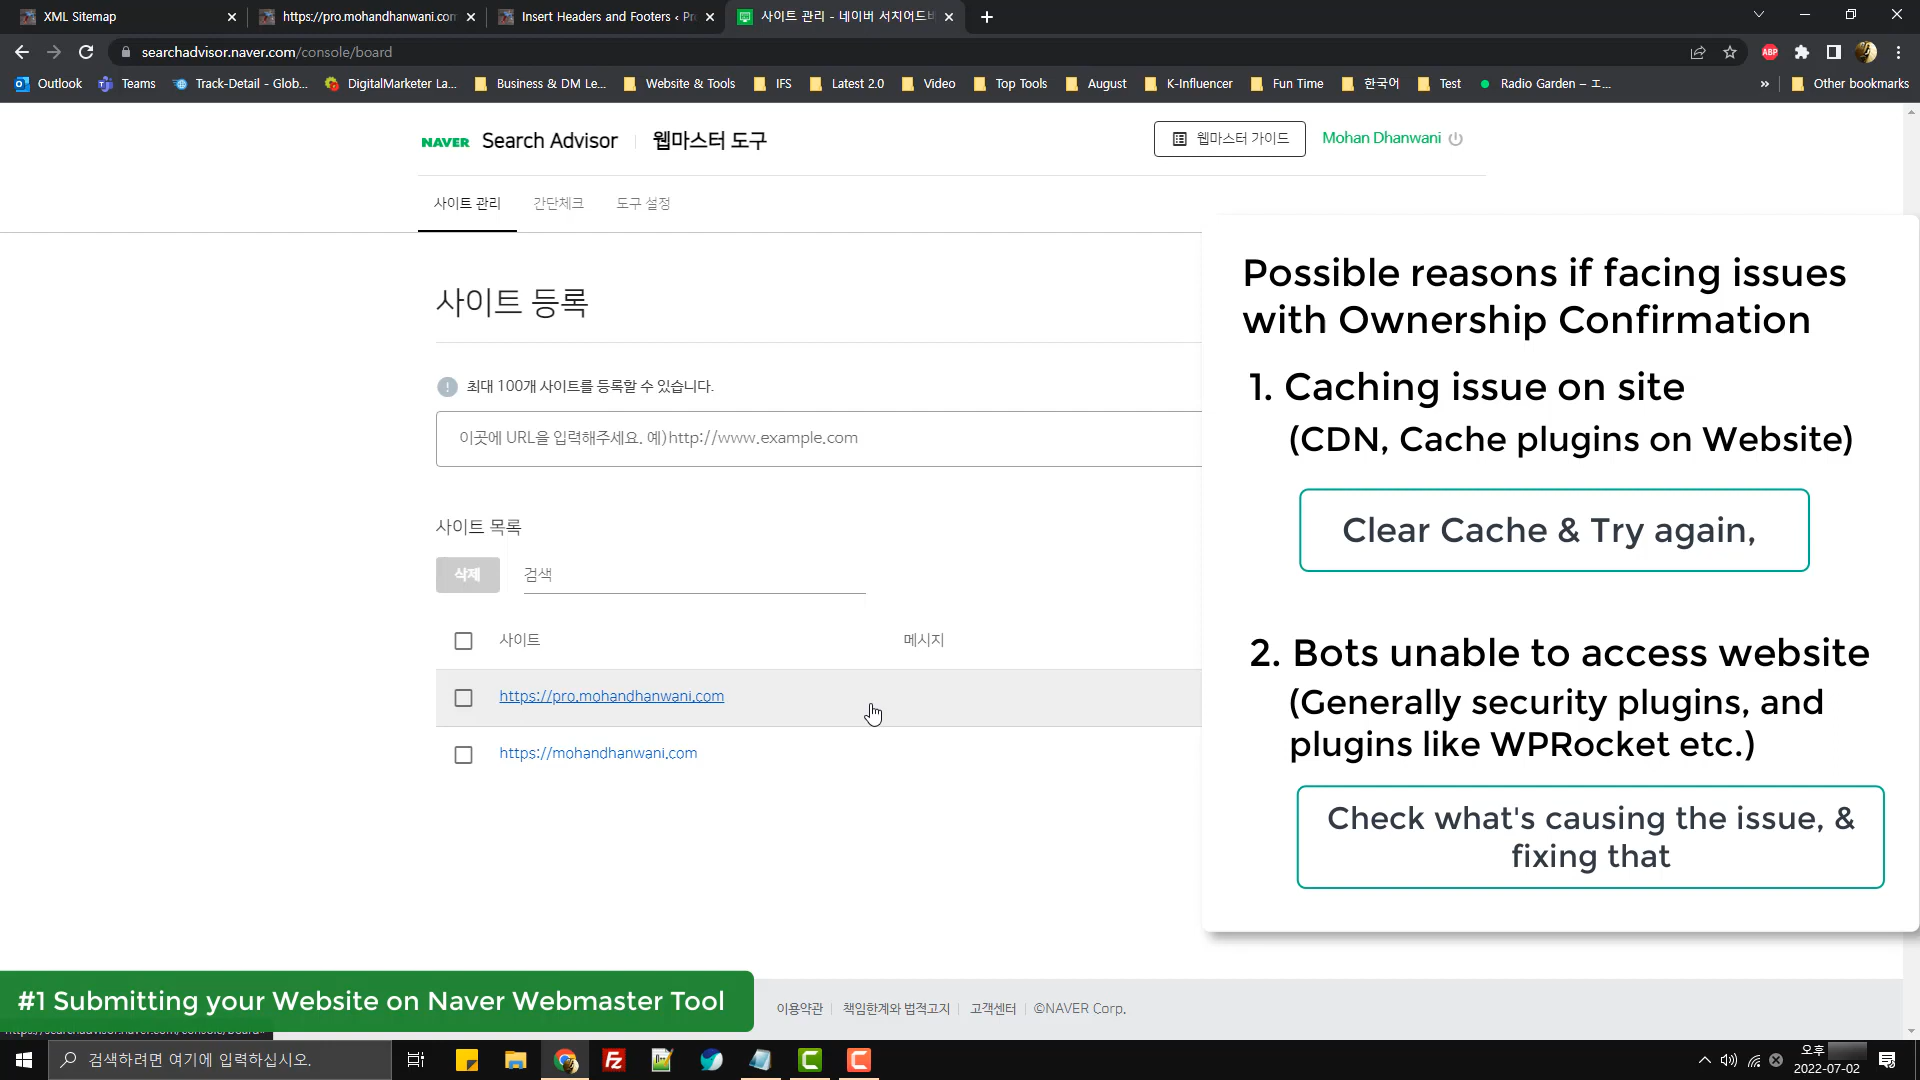 XML Sitemap
https://pro.mohandhanwani.com
Insert Headers and Footers ‹ Pr
사이트 관리 - 네이버 서치어드바
searchadvisor.naver.com/console/board
ABP
Outlook
Teams
Track-Detail - Glob...
DigitalMarketer La...
Business & DM Le...
Website & Tools
IFS
Latest 2.0
Video
Top Tools
August
K-Influencer
Fun Time
한국어
Test
Radio Garden – エ...
»
Other bookmarks
NAVER Search Advisor
웹마스터 도구
웹마스터 가이드
Mohan Dhanwani
사이트 관리
간단체크
도구 설정
사이트 등록
최대 100개 사이트를 등록할 수 있습니다.
이곳에 URL을 입력해주세요. 예)http://www.example.com
사이트 목록
삭제
검색
사이트
메시지
https://pro.mohandhanwani.com
https://mohandhanwani.com
Possible reasons if facing issues
with Ownership Confirmation
1. Caching issue on site
(CDN, Cache plugins on Website)
Clear Cache & Try again,
2. Bots unable to access website
(Generally security plugins, and
plugins like WPRocket etc.)
Check what's causing the issue, &
fixing that
#1 Submitting your Website on Naver Webmaster Tool
이용약관
책임한계와 법적고지
고객센터
©NAVER Corp.
검색하려면 여기에 입력하십시오.
오후
2022-07-02